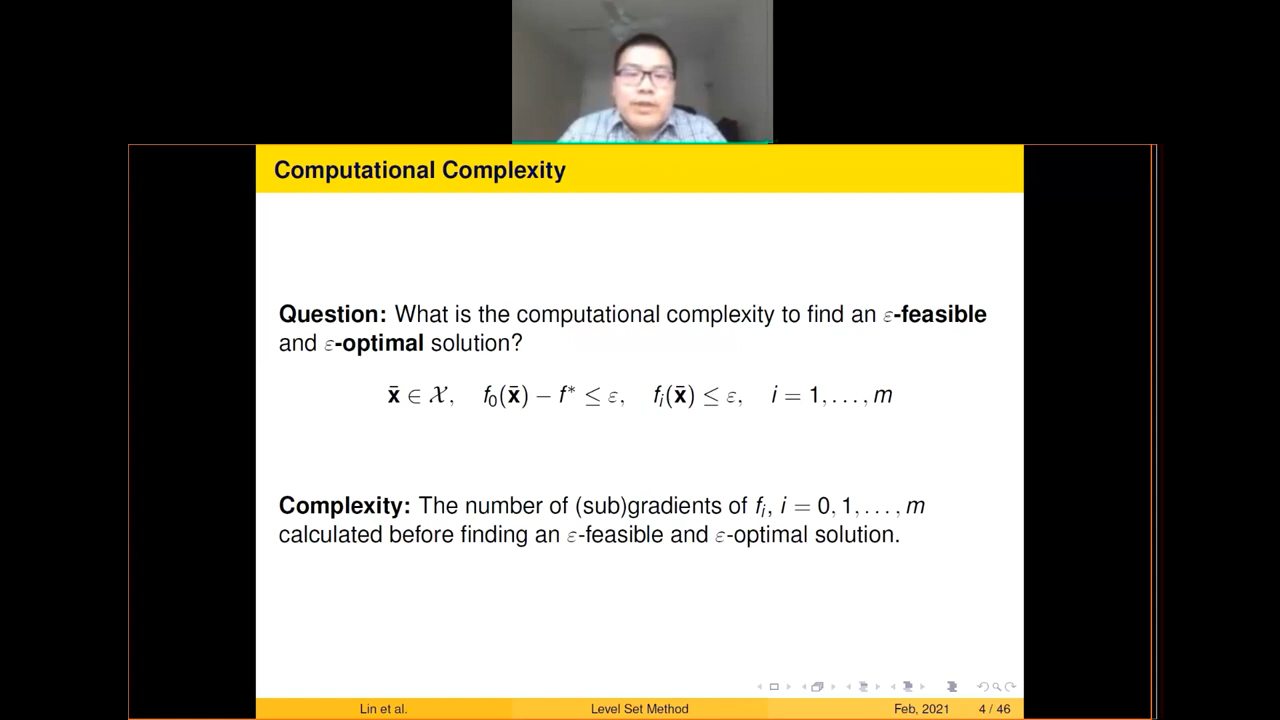 Computational Complexity
Question: What is the computational complexity to find an ε-feasible
and ε-optimal solution?
x̄ ∈ 𝒳, f₀(x̄) − f* ≤ ε, fᵢ(x̄) ≤ ε, i = 1, . . . , m
Complexity: The number of (sub)gradients of fᵢ, i = 0, 1, . . . , m
calculated before finding an ε-feasible and ε-optimal solution.
Lin et al. Level Set Method Feb, 2021 4 / 46